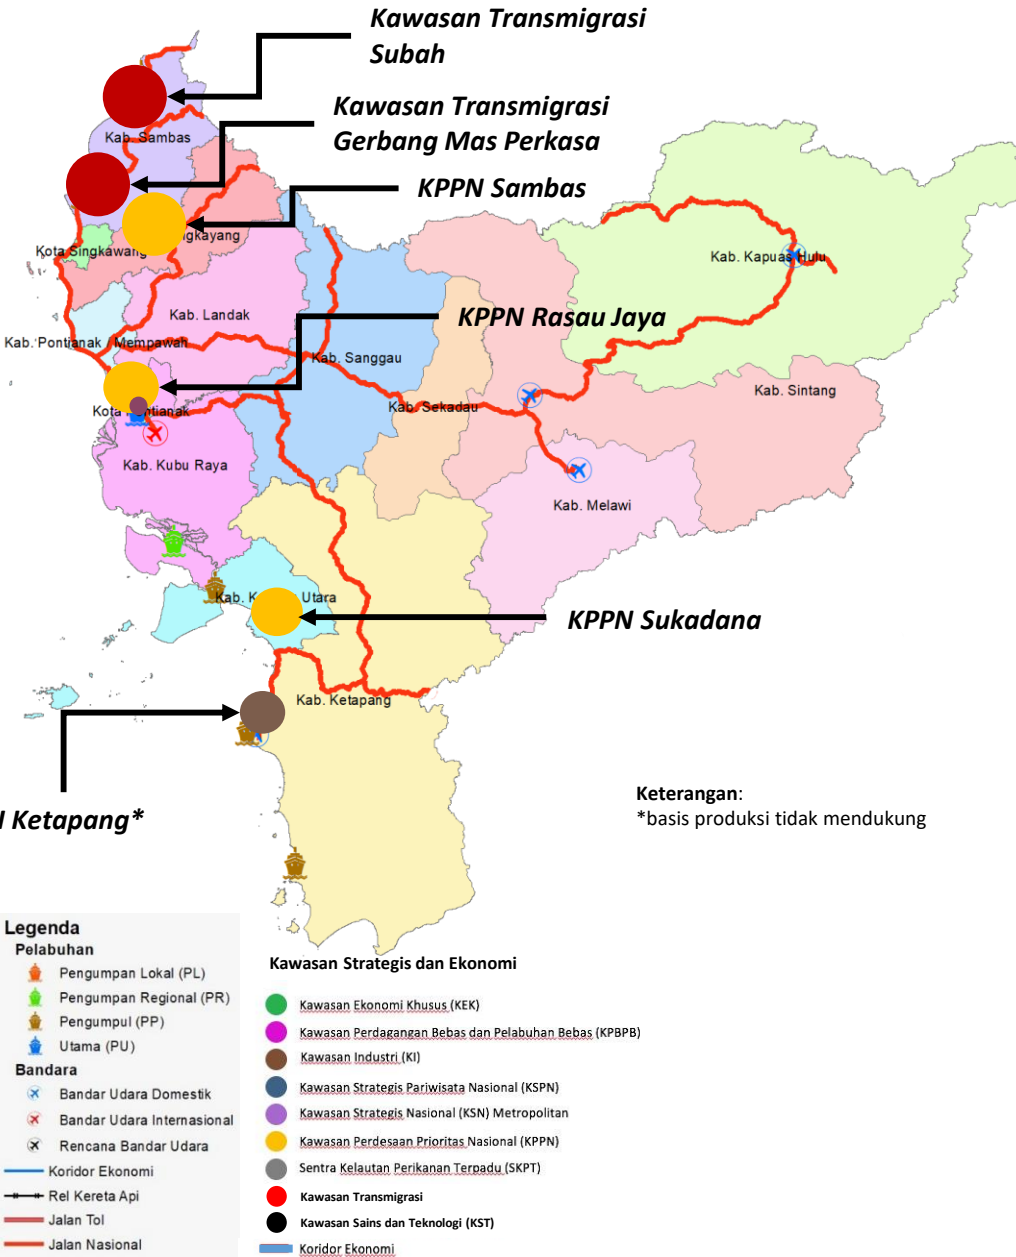 Kawasan Transmigrasi
Subah
Kawasan Transmigrasi
Gerbang Mas Perkasa
KPPN Sambas
Kab. Sambas
Kota Singkawang
Kab. Kapuas Hulu
Kab. Landak
KPPN Rasau Jaya
Kab. Pontianak / Mempawah
Kab. Sanggau
Kab. Sintang
Kab. Sekadau
Kab. Kubu Raya
Kab. Melawi
Utara
KPPN Sukadana
Kab. Ketapang
Ketapang*
Keterangan:
*basis produksi tidak mendukung
Legenda
Pelabuhan
Pengumpan Lokal (PL)
Pengumpan Regional (PR)
Pengumpul (PP)
Utama (PU)
Bandara
Bandar Udara Domestik
Bandar Udara Internasional
Rencana Bandar Udara
Koridor Ekonomi
Rel Kereta Api
Jalan Tol
Jalan Nasional
Kawasan Strategis dan Ekonomi
Kawasan Ekonomi Khusus (KEK)
Kawasan Perdagangan Bebas dan Pelabuhan Bebas (KPBPB)
Kawasan Industri (KI)
Kawasan Strategis Pariwisata Nasional (KSPN)
Kawasan Strategis Nasional (KSN) Metropolitan
Kawasan Perdesaan Prioritas Nasional (KPPN)
Sentra Kelautan Perikanan Terpadu (SKPT)
Kawasan Transmigrasi
Kawasan Sains dan Teknologi (KST)
Koridor Ekonomi